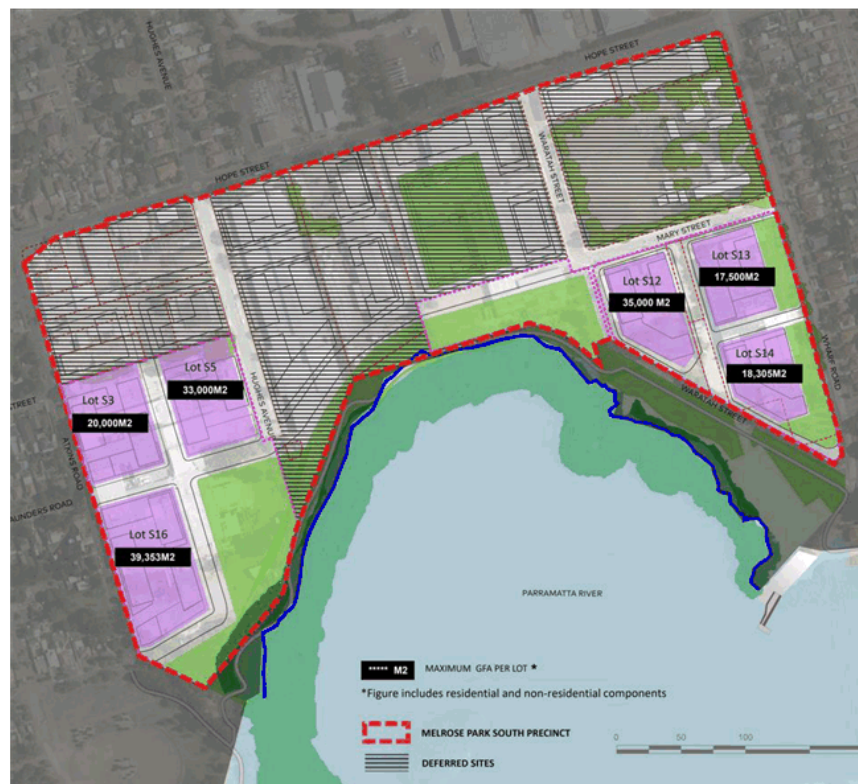 HUGHES AVENUE
HOPE STREET
HOPE STREET
WARATAH STREET
MARY STREET
Lot S13
17,500M2
Lot S12
35,000 M2
Lot S14
18,305M2
WHARF ROAD
WARATAH STREET
Lot S5
33,000M2
HUGHES AVENUE
Lot S3
20,000M2
STREET
ATKINS ROAD
AUNDERS ROAD
Lot S16
39,353M2
PARRAMATTA RIVER
***** M2 MAXIMUM GFA PER LOT *
*Figure includes residential and non-residential components
MELROSE PARK SOUTH PRECINCT
DEFERRED SITES
0 50 100